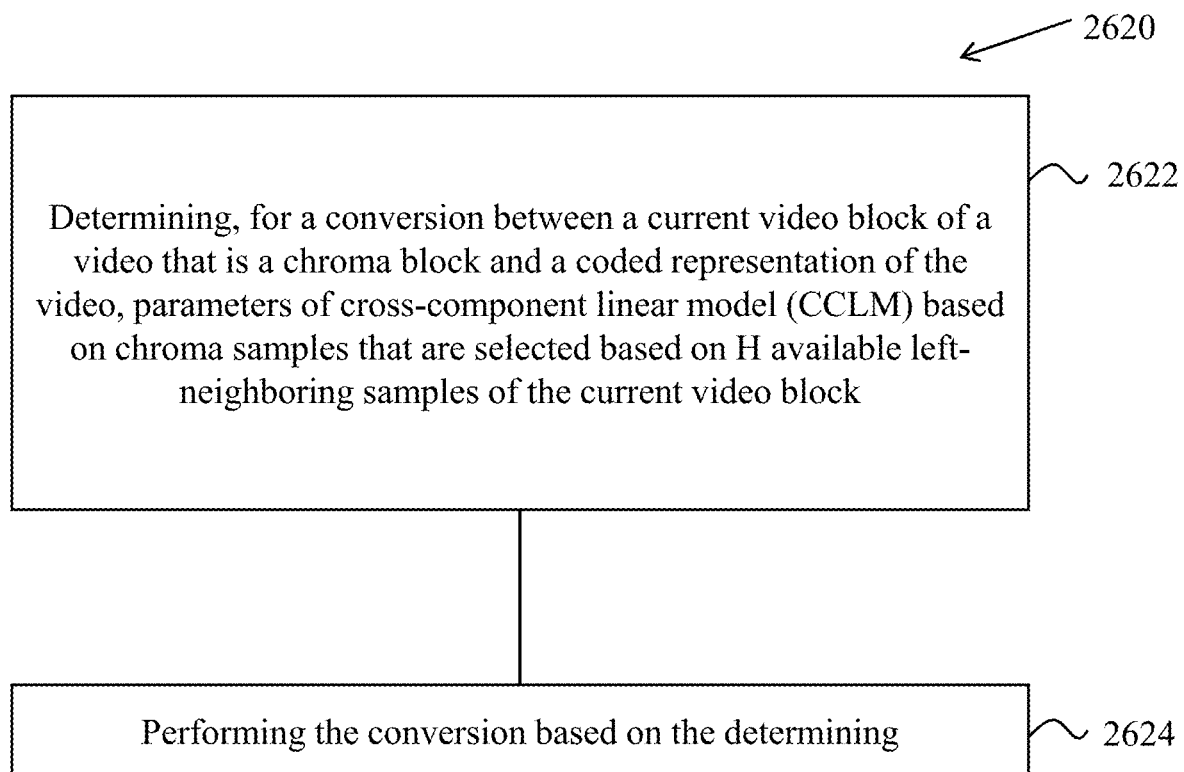 2620
2622
Determining, for a conversion between a current video block of a
video that is a chroma block and a coded representation of the
video, parameters of cross-component linear model (CCLM) based
on chroma samples that are selected based on H available left-
neighboring samples of the current video block
Performing the conversion based on the determining
2624